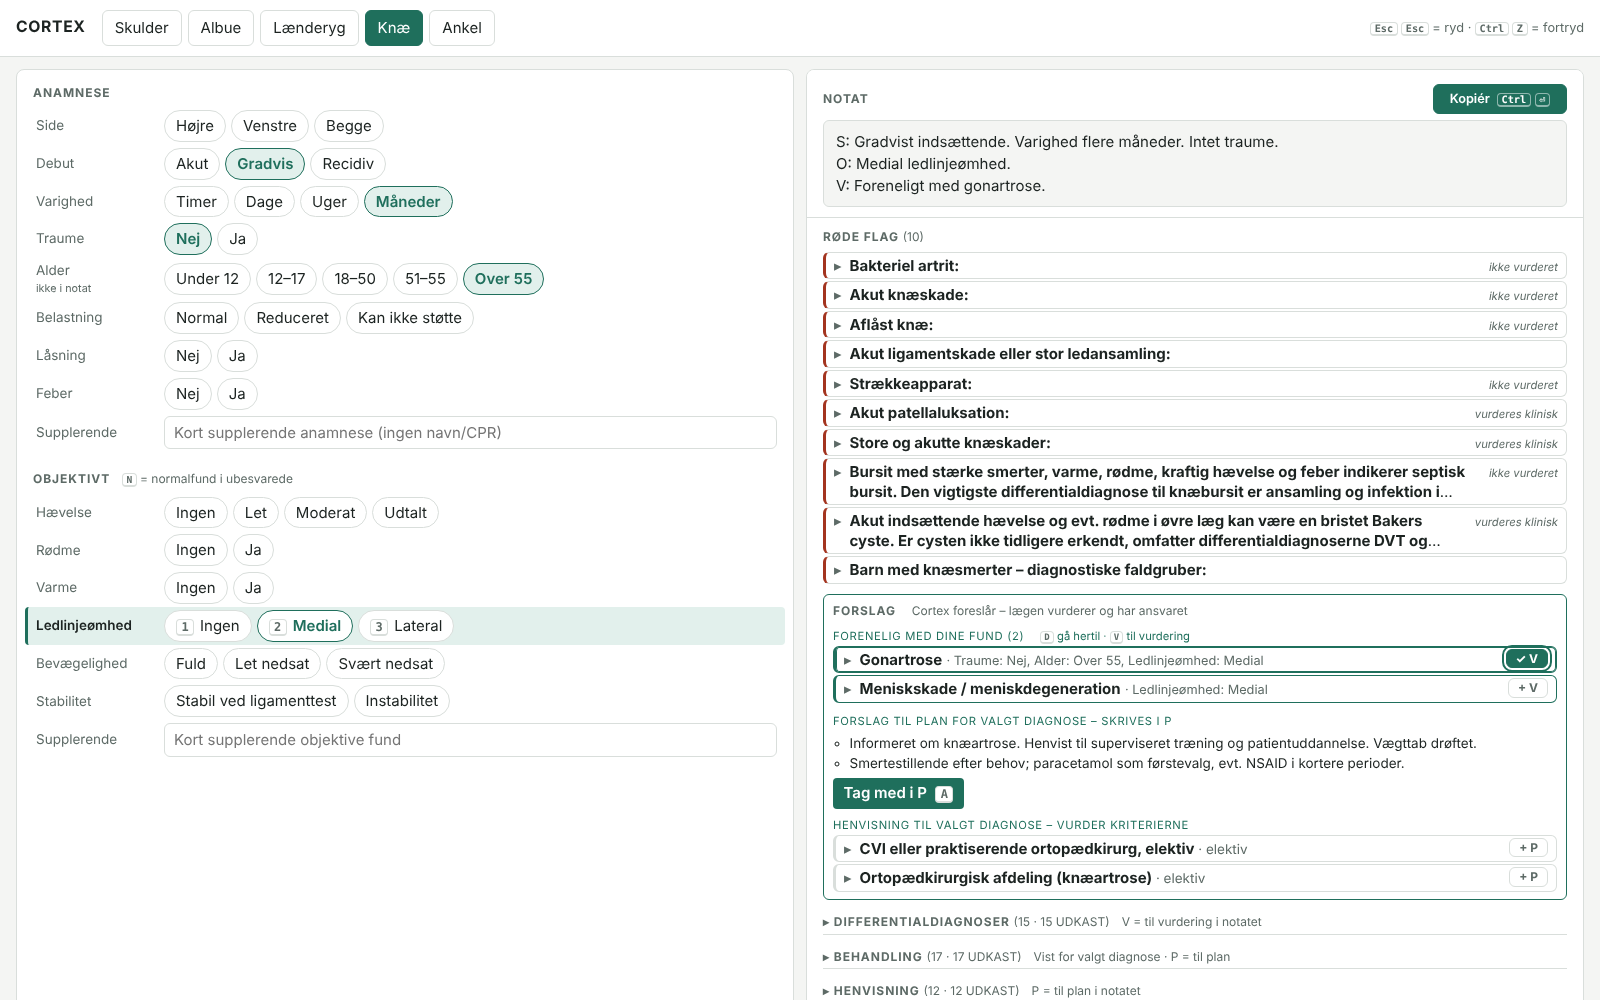 CORTEX Skulder Albue Lænderyg Knæ Ankel Esc Esc = ryd · Ctrl Z = fortryd
ANAMNESE
Side Højre Venstre Begge
Debut Akut Gradvis Recidiv
Varighed Timer Dage Uger Måneder
Traume Nej Ja
Alder
ikke i notat
Under 12 12–17 18–50 51–55 Over 55
Belastning Normal Reduceret Kan ikke støtte
Låsning Nej Ja
Feber Nej Ja
Supplerende Kort supplerende anamnese (ingen navn/CPR)
OBJEKTIVT N = normalfund i ubesvarede
Hævelse Ingen Let Moderat Udtalt
Rødme Ingen Ja
Varme Ingen Ja
Ledlinjeømhed 1 Ingen 2 Medial 3 Lateral
Bevægelighed Fuld Let nedsat Svært nedsat
Stabilitet Stabil ved ligamenttest Instabilitet
Supplerende Kort supplerende objektive fund
NOTAT Kopiér Ctrl ⏎
S: Gradvist indsættende. Varighed flere måneder. Intet traume.
O: Medial ledlinjeømhed.
V: Foreneligt med gonartrose.
RØDE FLAG (10)
▸ Bakteriel artrit: ikke vurderet
▸ Akut knæskade: ikke vurderet
▸ Aflåst knæ: ikke vurderet
▸ Akut ligamentskade eller stor ledansamling:
▸ Strækkeapparat: ikke vurderet
▸ Akut patellaluksation: vurderes klinisk
▸ Store og akutte knæskader: vurderes klinisk
▸ Bursit med stærke smerter, varme, rødme, kraftig hævelse og feber indikerer septisk ikke vurderet
bursit. Den vigtigste differentialdiagnose til knæbursit er ansamling og infektion i...
▸ Akut indsættende hævelse og evt. rødme i øvre læg kan være en bristet Bakers vurderes klinisk
cyste. Er cysten ikke tidligere erkendt, omfatter differentialdiagnoserne DVT og...
▸ Barn med knæsmerter – diagnostiske faldgruber:
FORSLAG Cortex foreslår – lægen vurderer og har ansvaret
FORENELIG MED DINE FUND (2) D gå hertil · V til vurdering
▸ Gonartrose · Traume: Nej, Alder: Over 55, Ledlinjeømhed: Medial ✓ V
▸ Meniskskade / meniskdegeneration · Ledlinjeømhed: Medial + V
FORSLAG TIL PLAN FOR VALGT DIAGNOSE – SKRIVES I P
◦ Informeret om knæartrose. Henvist til superviseret træning og patientuddannelse. Vægttab drøftet.
◦ Smertestillende efter behov; paracetamol som førstevalg, evt. NSAID i kortere perioder.
Tag med i P A
HENVISNING TIL VALGT DIAGNOSE – VURDER KRITERIERNE
▸ CVI eller praktiserende ortopædkirurg, elektiv · elektiv + P
▸ Ortopædkirurgisk afdeling (knæartrose) · elektiv + P
▸ DIFFERENTIALDIAGNOSER (15 · 15 UDKAST) V = til vurdering i notatet
▸ BEHANDLING (17 · 17 UDKAST) Vist for valgt diagnose · P = til plan
▸ HENVISNING (12 · 12 UDKAST) P = til plan i notatet